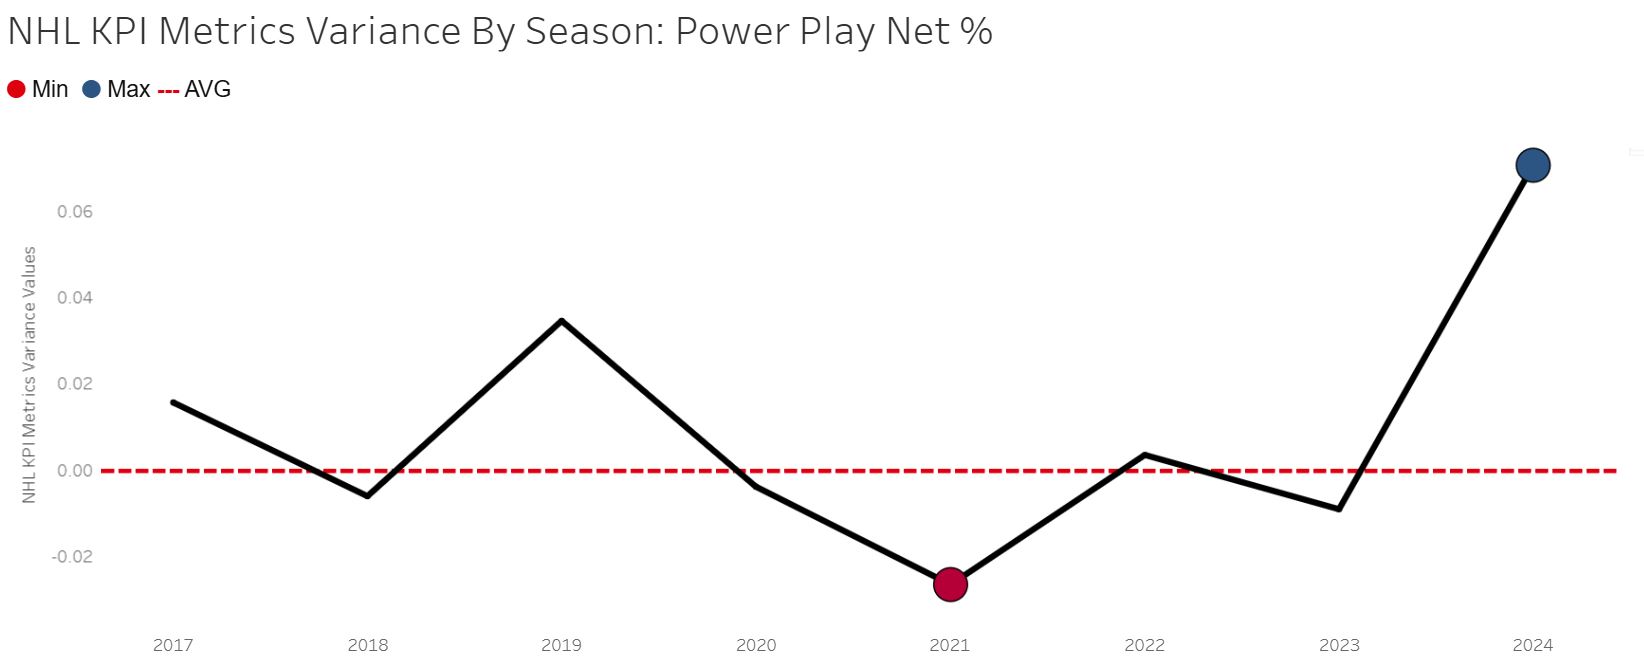 NHL KPI Metrics Variance By Season: Power Play Net %
Min Max --- AVG
NHL KPI Metrics Variance Values
0.06
0.04
0.02
0.00
-0.02
2017 2018 2019 2020 2021 2022 2023 2024